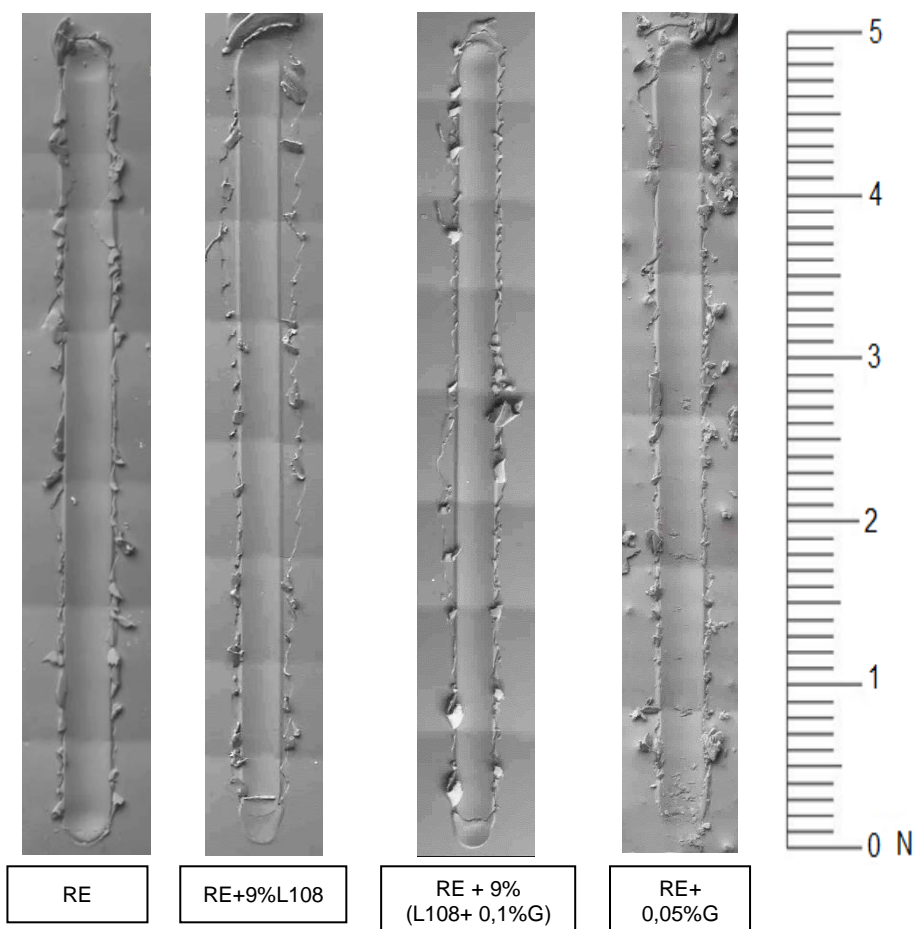 5
4
3
2
1
0 N
RE
RE+9%L108
RE + 9%
(L108+ 0,1%G)
RE+
0,05%G